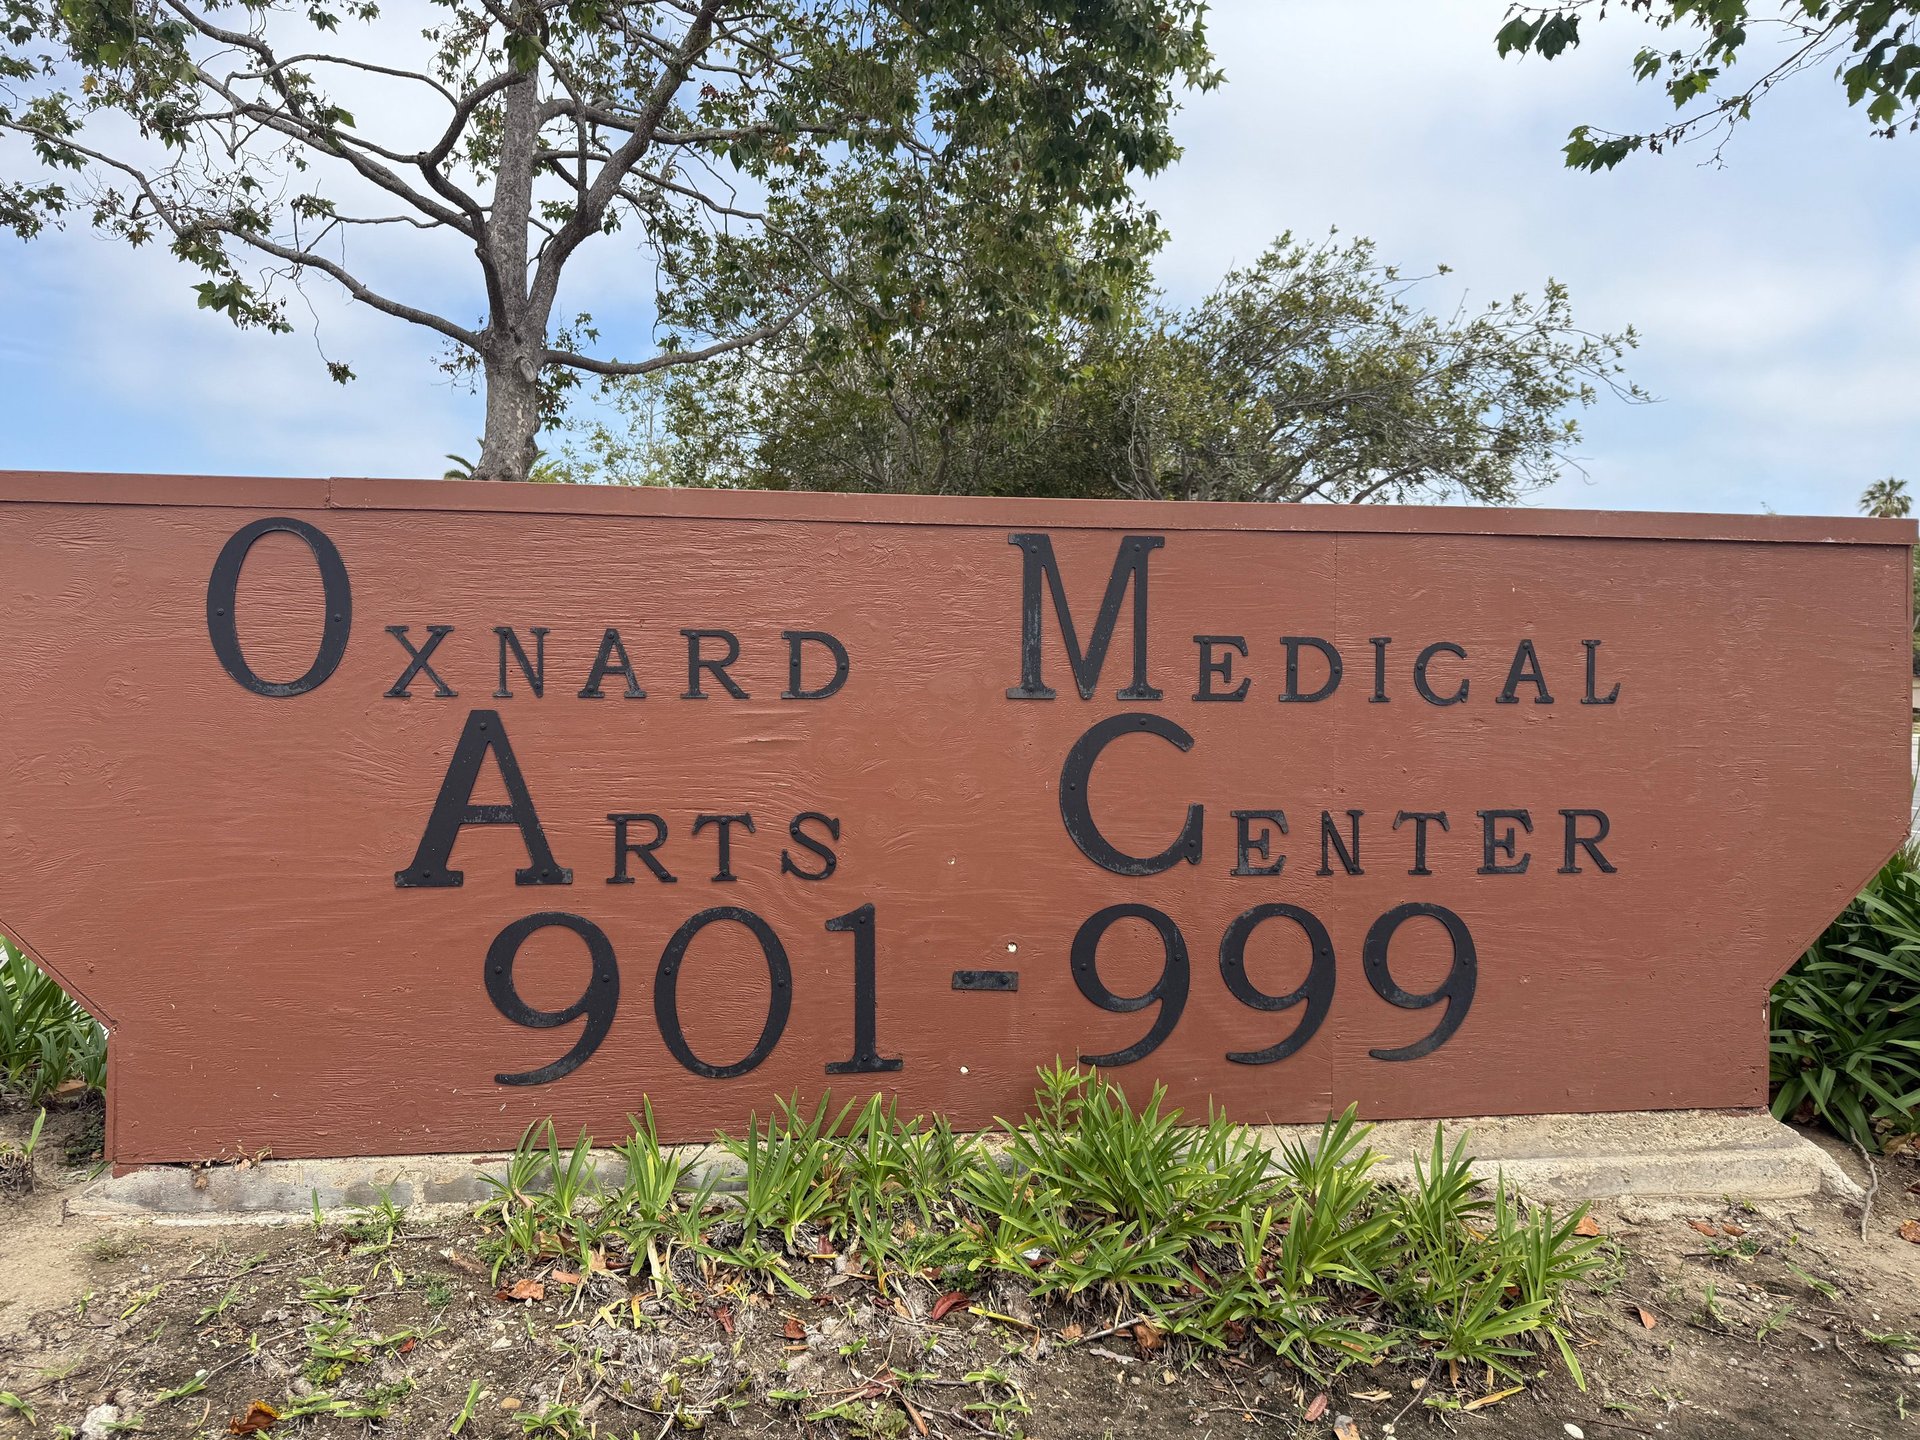 OXNARD MEDICAL
ARTS CENTER
901-999